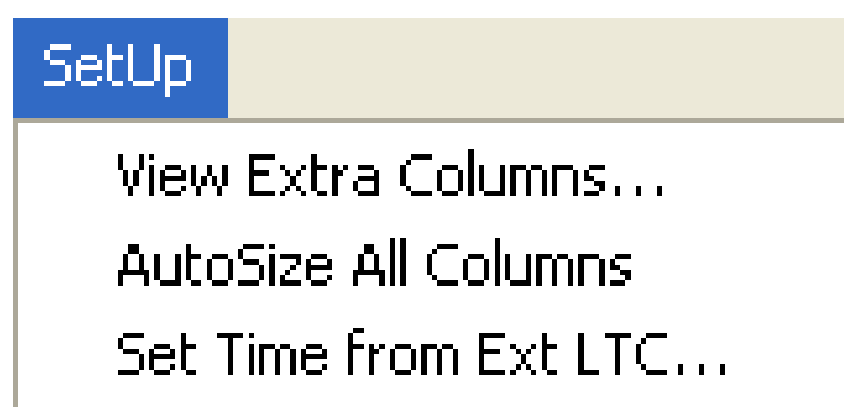 SetUp
View Extra Columns...
AutoSize All Columns
Set Time from Ext LTC...